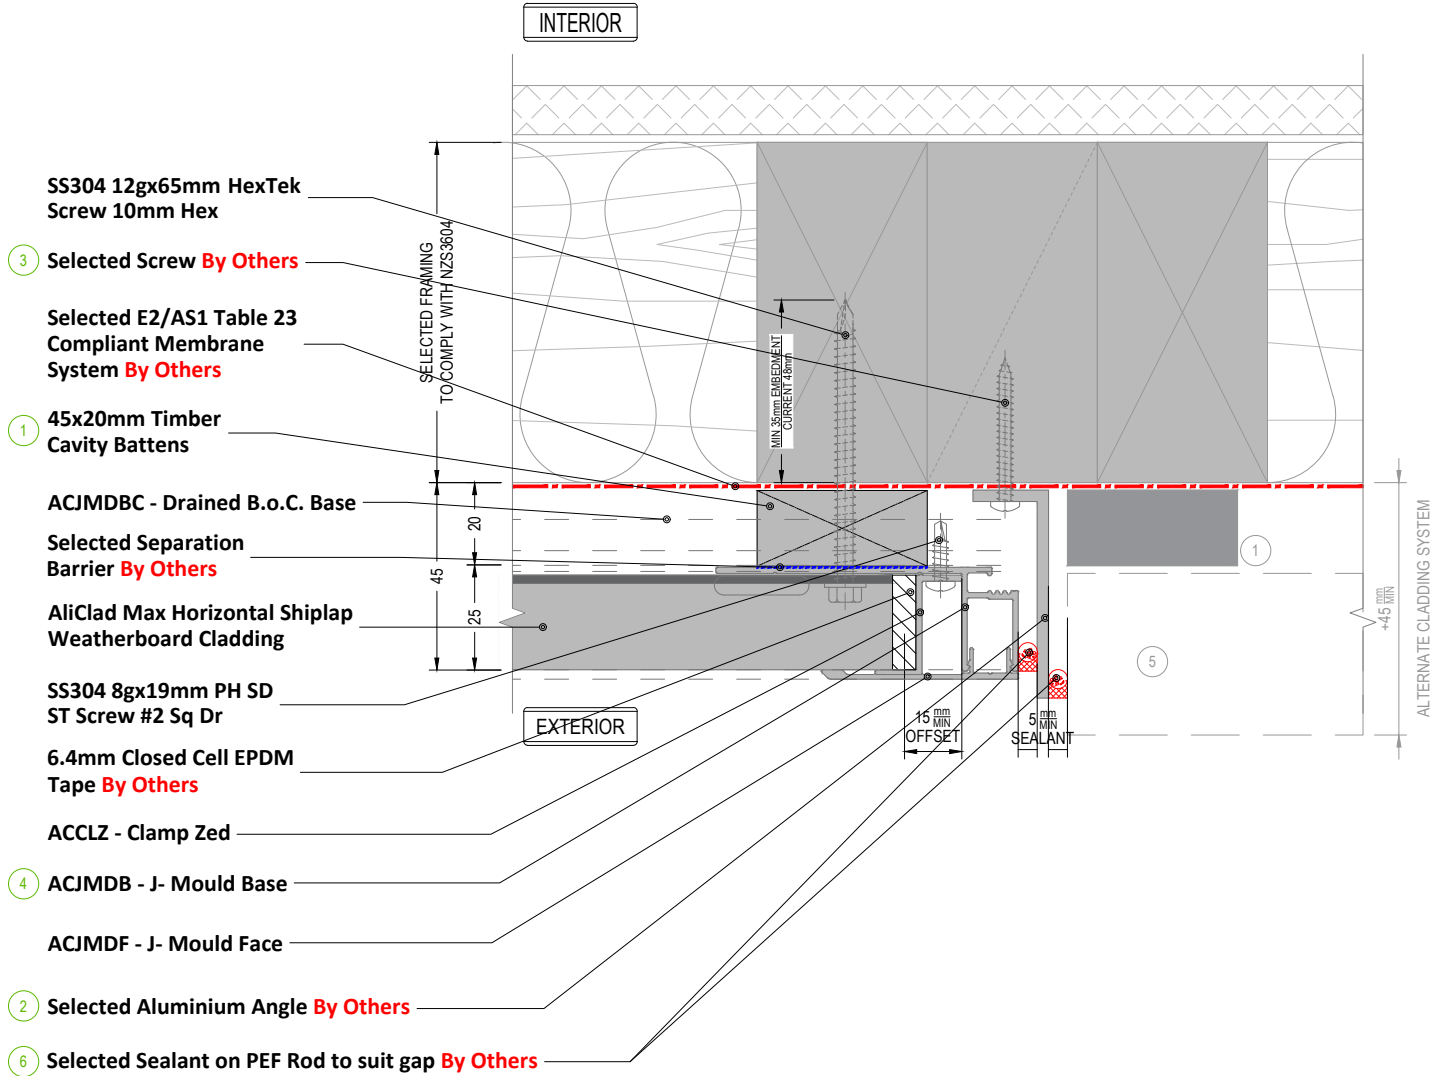 INTERIOR
SS304 12gx65mm HexTek
Screw 10mm Hex
3 Selected Screw By Others
Selected E2/AS1 Table 23
Compliant Membrane
System By Others
1 45x20mm Timber
Cavity Battens
ACJMDBC - Drained B.o.C. Base
Selected Separation
Barrier By Others
AliClad Max Horizontal Shiplap
Weatherboard Cladding
SS304 8gx19mm PH SD
ST Screw #2 Sq Dr
6.4mm Closed Cell EPDM
Tape By Others
ACCLZ - Clamp Zed
4 ACJMDB - J- Mould Base
ACJMDF - J- Mould Face
2 Selected Aluminium Angle By Others
6 Selected Sealant on PEF Rod to suit gap By Others
SELECTED FRAMING
TO COMPLY WITH NZS3604
MIN 35mm EMBEDMENT
CURRENT 48mm
45
20
25
EXTERIOR
15 mm MIN
OFFSET
5 mm MIN
SEALANT
1
5
+45 mm MIN
ALTERNATE CLADDING SYSTEM